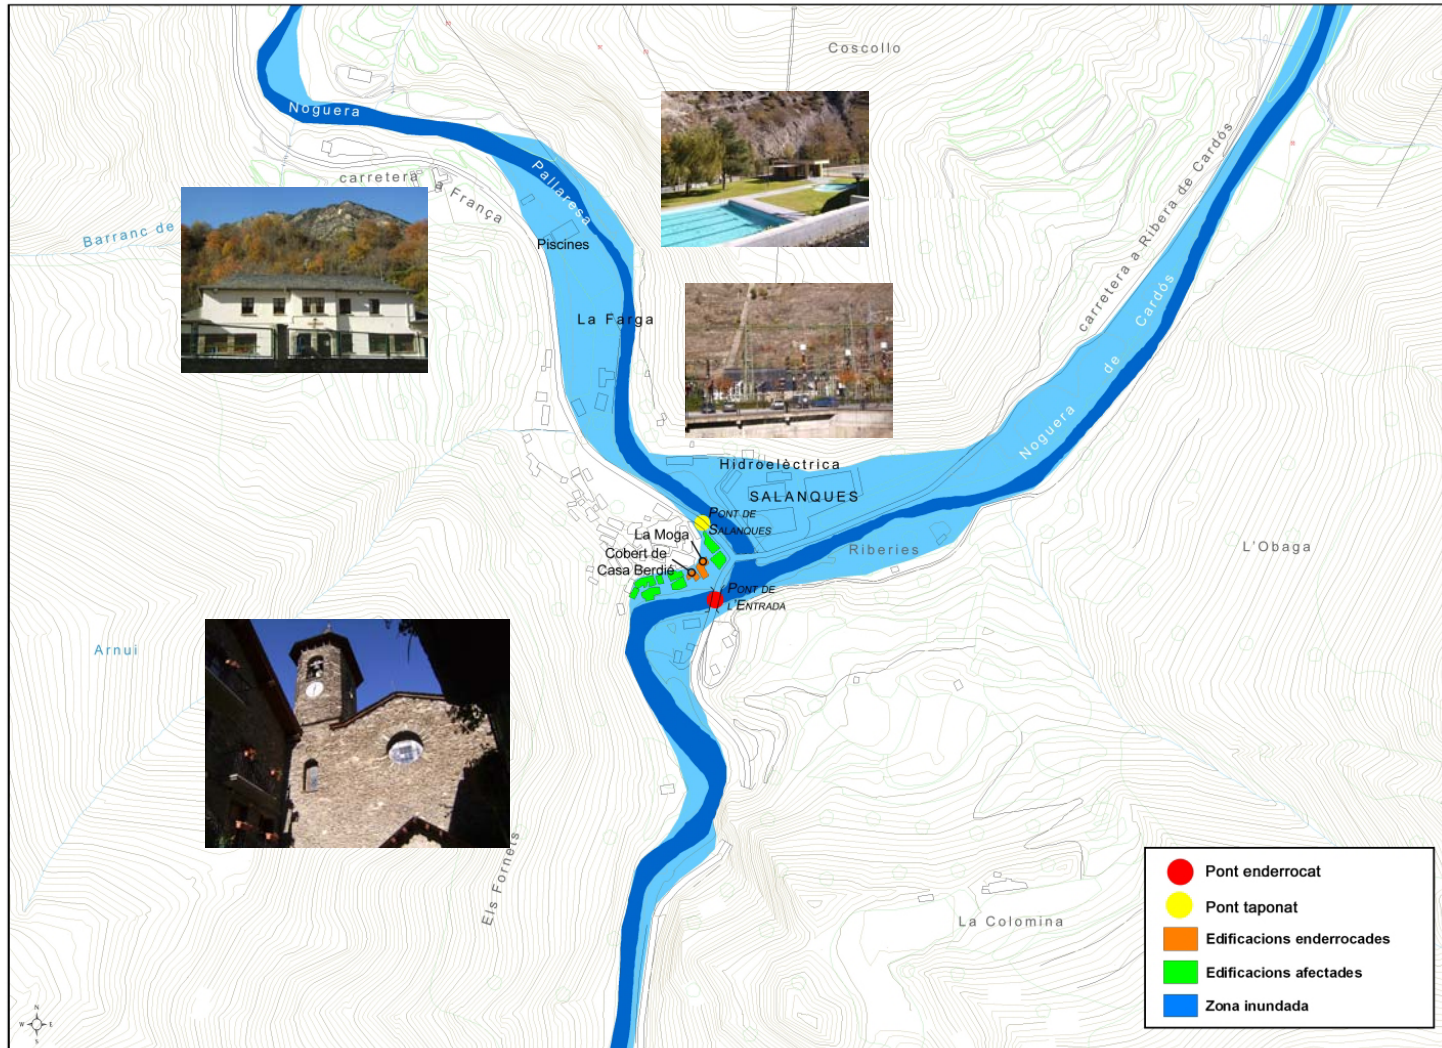 Coscollo
Noguera
Pallaresa
carretera a França
carretera a Ribera de Cardós
Barranc de
Piscines
La Farga
Noguera de Cardós
Hidroelèctrica
SALANQUES
PONT DE
SALANQUES
La Moga
Cobert de
Casa Berdié
Riberies
L'Obaga
PONT DE
L'ENTRADA
Arnui
Els Fornets
La Colomina
Pont enderrocat
Pont taponat
Edificacions enderrocades
Edificacions afectades
Zona inundada
N
W E
S